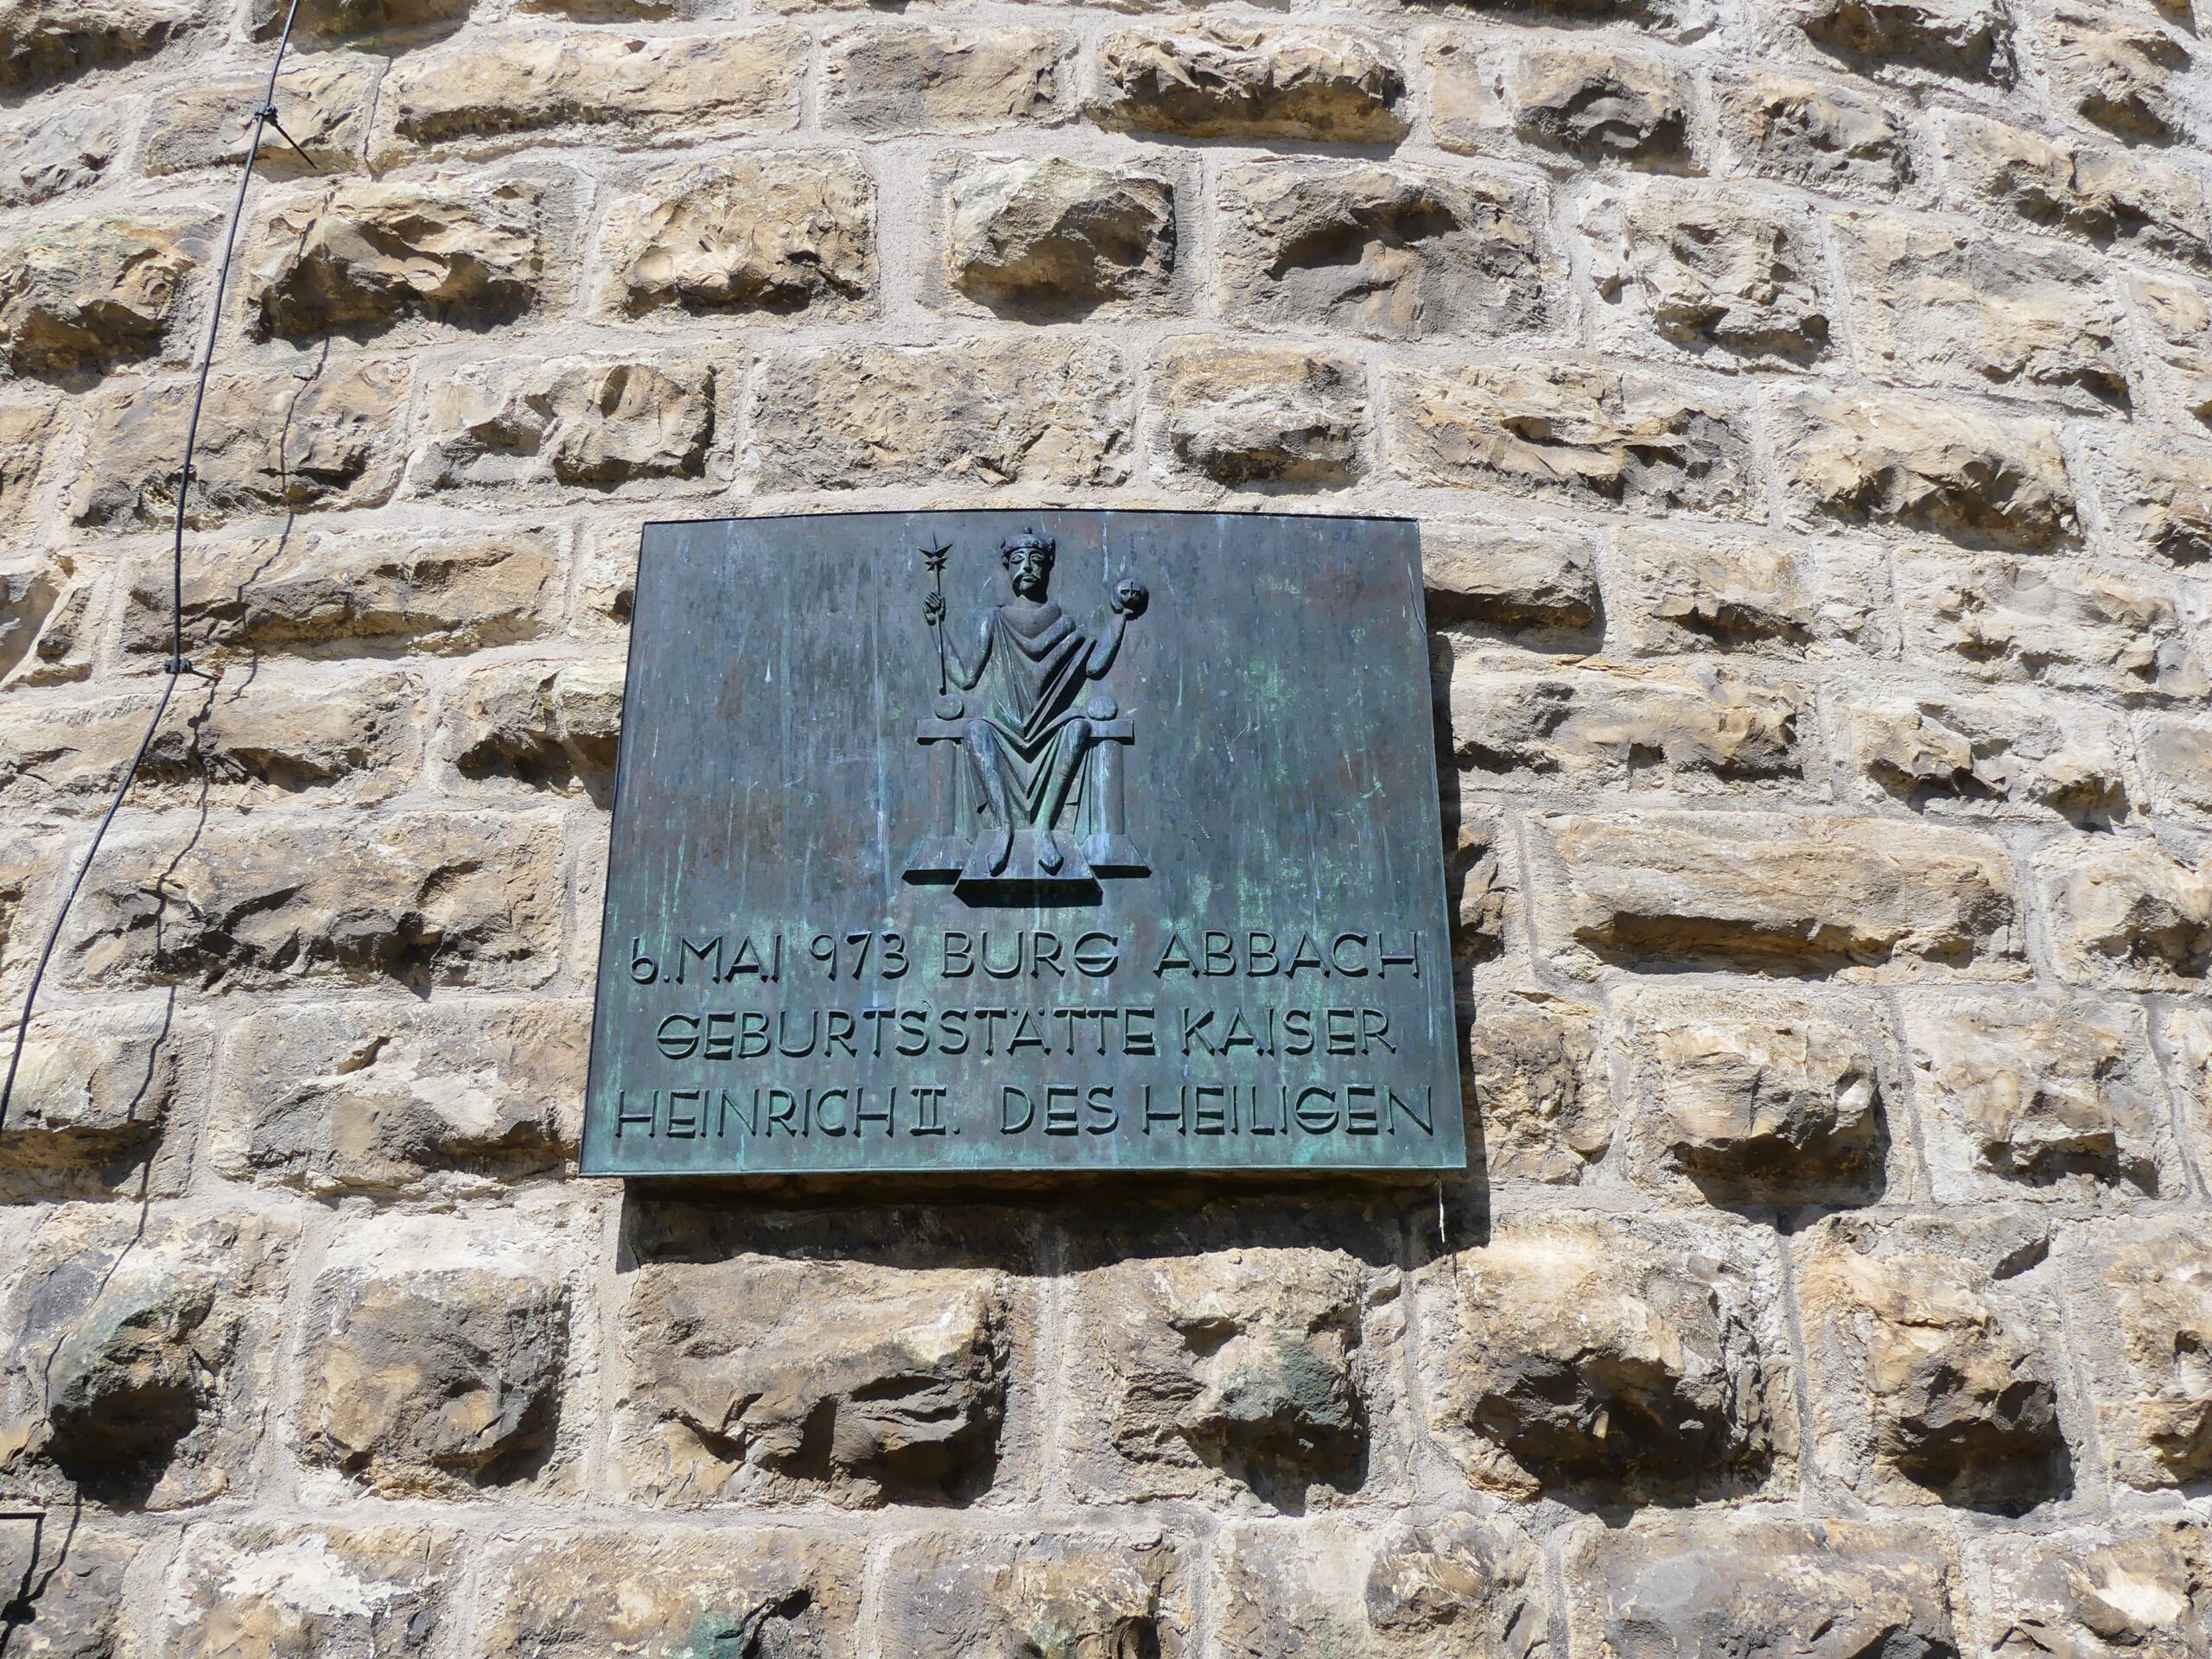 6. MAI 973 BURG ABBACH
GEBURTSSTÄTTE KAISER
HEINRICH II. DES HEILIGEN